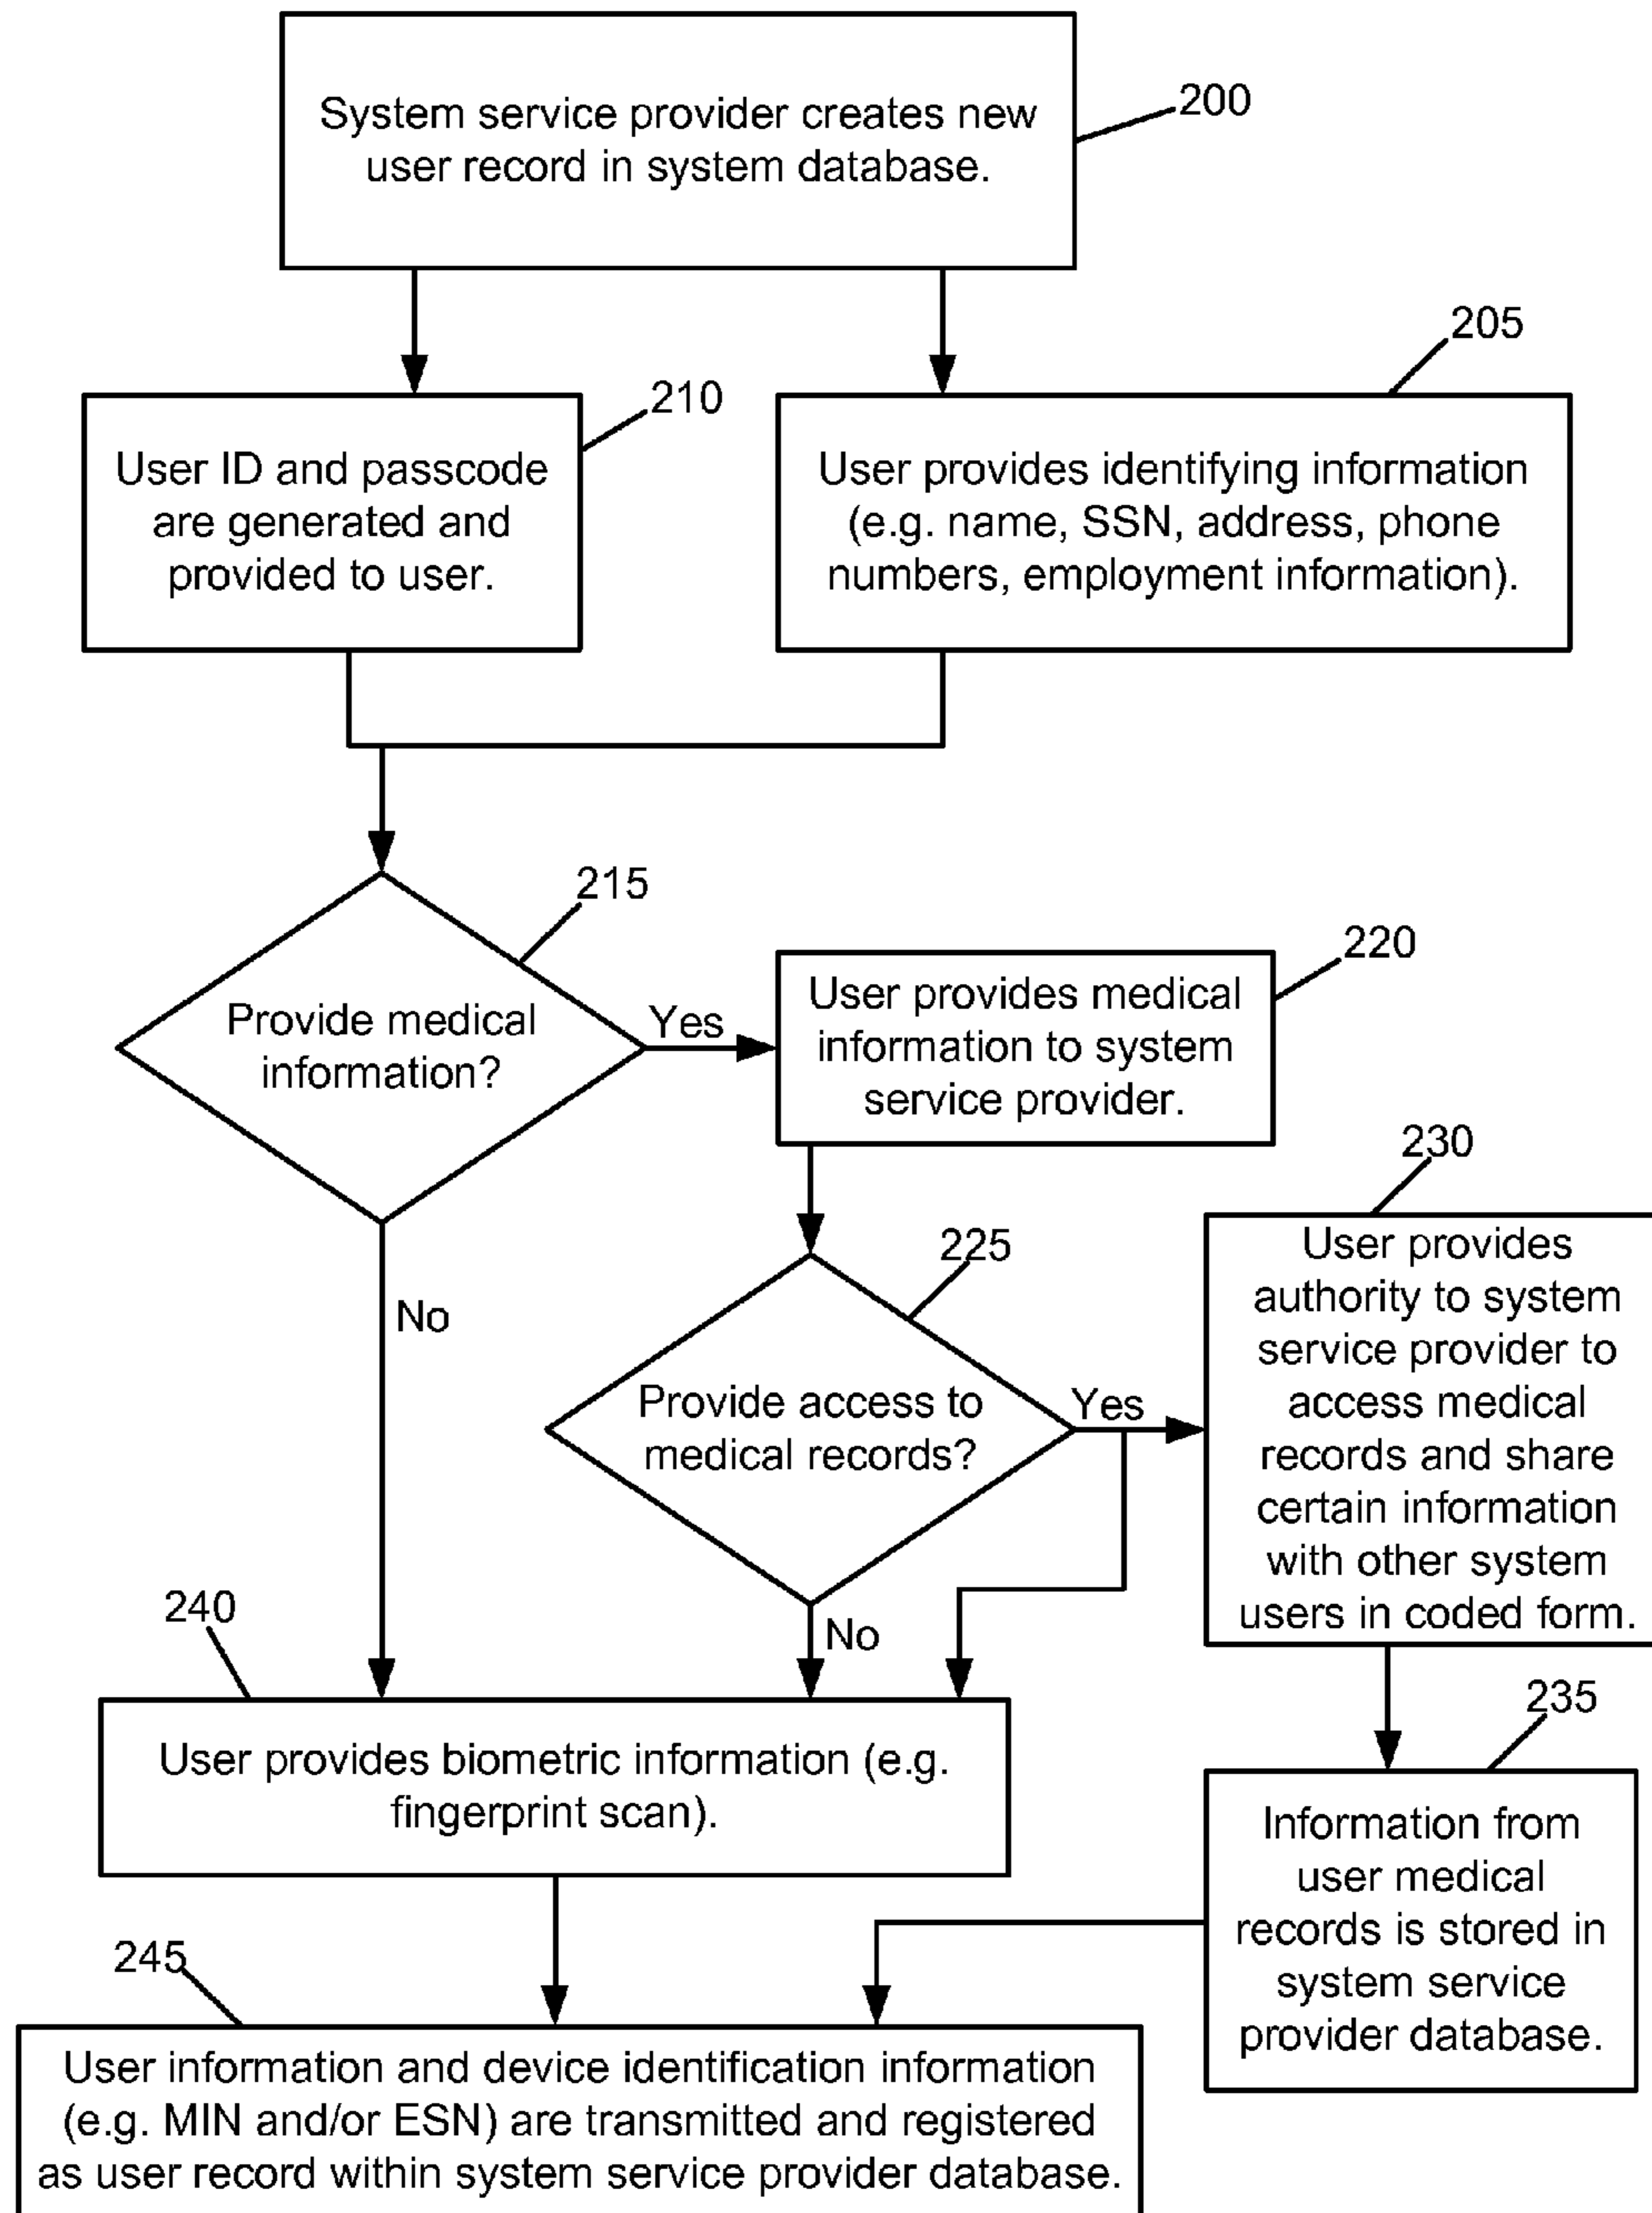 System service provider creates new
user record in system database.
200
205
210
User ID and passcode
are generated and
provided to user.
User provides identifying information
(e.g. name, SSN, address, phone
numbers, employment information).
215
Provide medical
information?
Yes
220
User provides medical
information to system
service provider.
No
225
Provide access to
medical records?
Yes
No
230
User provides
authority to system
service provider to
access medical
records and share
certain information
with other system
users in coded form.
235
Information from
user medical
records is stored in
system service
provider database.
240
User provides biometric information (e.g.
fingerprint scan).
245
User information and device identification information
(e.g. MIN and/or ESN) are transmitted and registered
as user record within system service provider database.